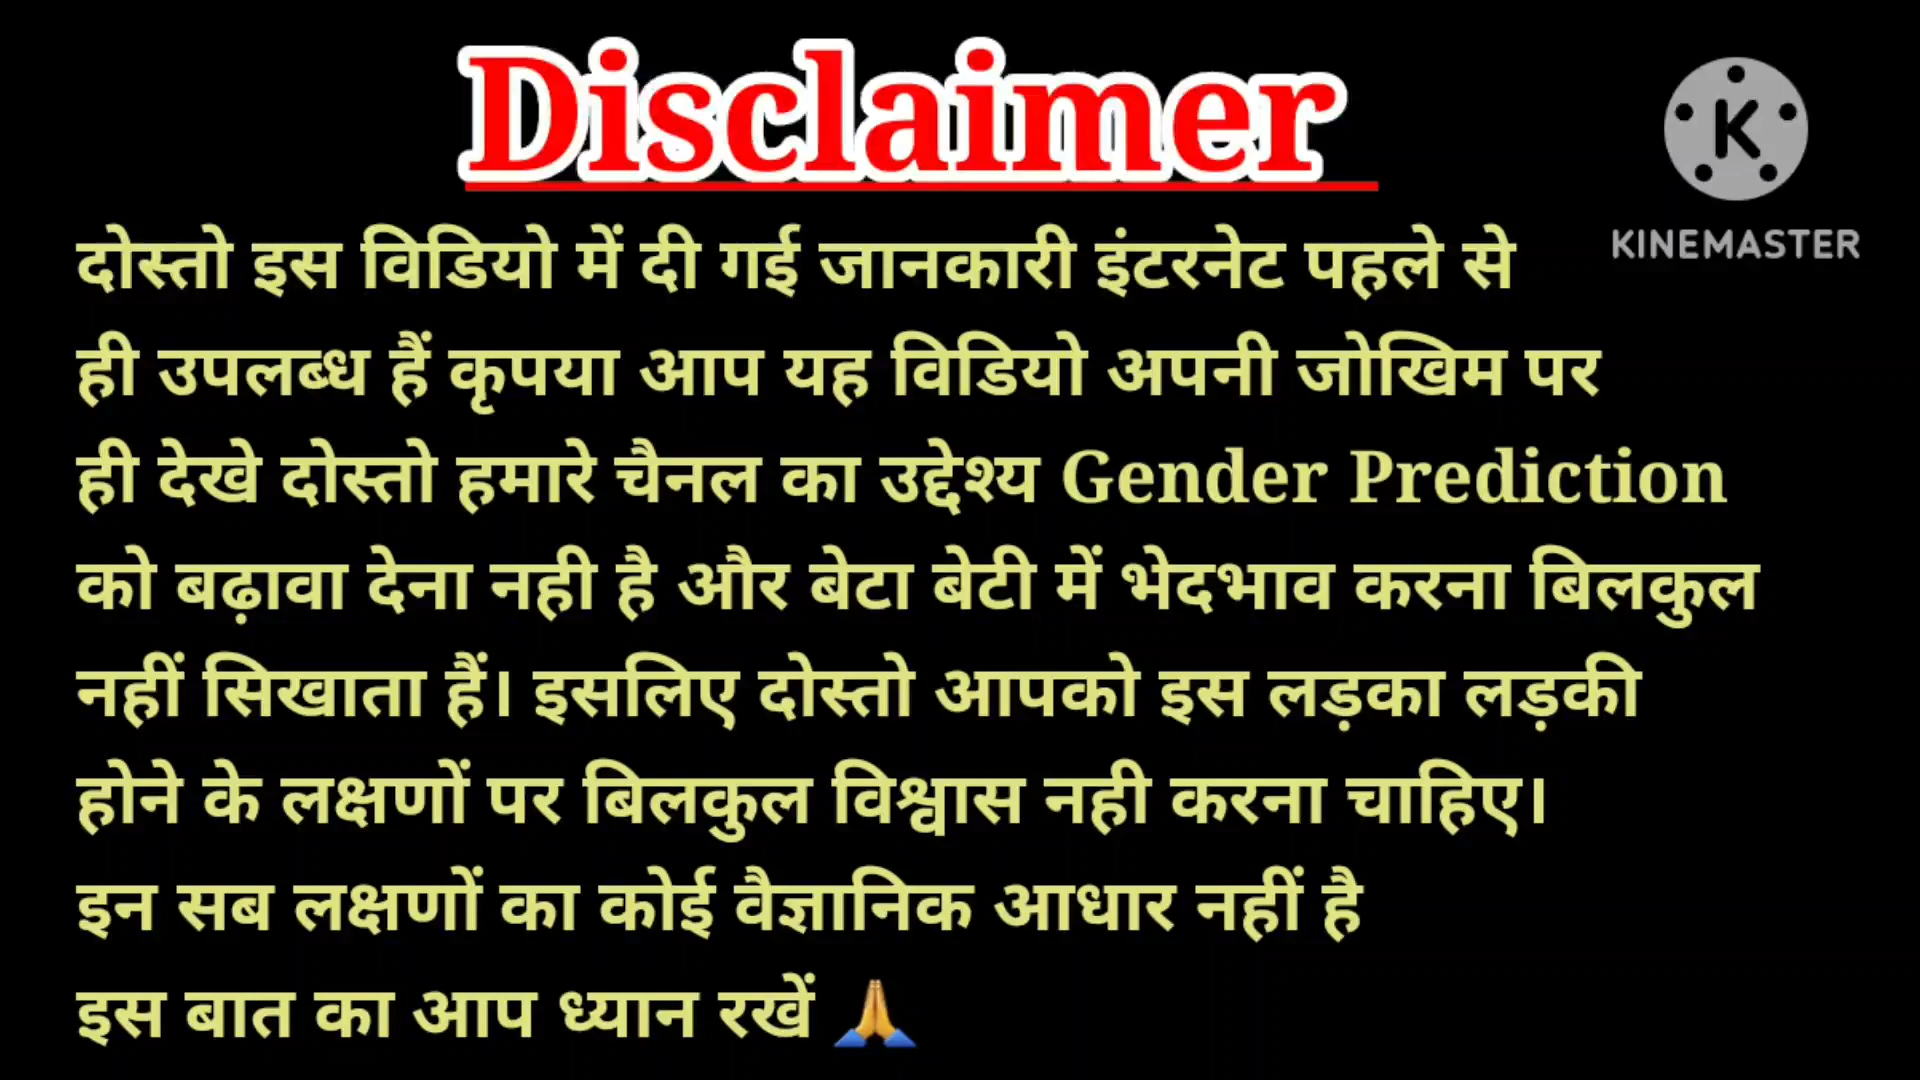 Disclaimer
KINEMASTER
दोस्तो इस विडियो में दी गई जानकारी इंटरनेट पहले से
ही उपलब्ध हैं कृपया आप यह विडियो अपनी जोखिम पर
ही देखे दोस्तो हमारे चैनल का उद्देश्य Gender Prediction
को बढ़ावा देना नही है और बेटा बेटी में भेदभाव करना बिलकुल
नहीं सिखाता हैं। इसलिए दोस्तो आपको इस लड़का लड़की
होने के लक्षणों पर बिलकुल विश्वास नही करना चाहिए।
इन सब लक्षणों का कोई वैज्ञानिक आधार नहीं है
इस बात का आप ध्यान रखें 🙏